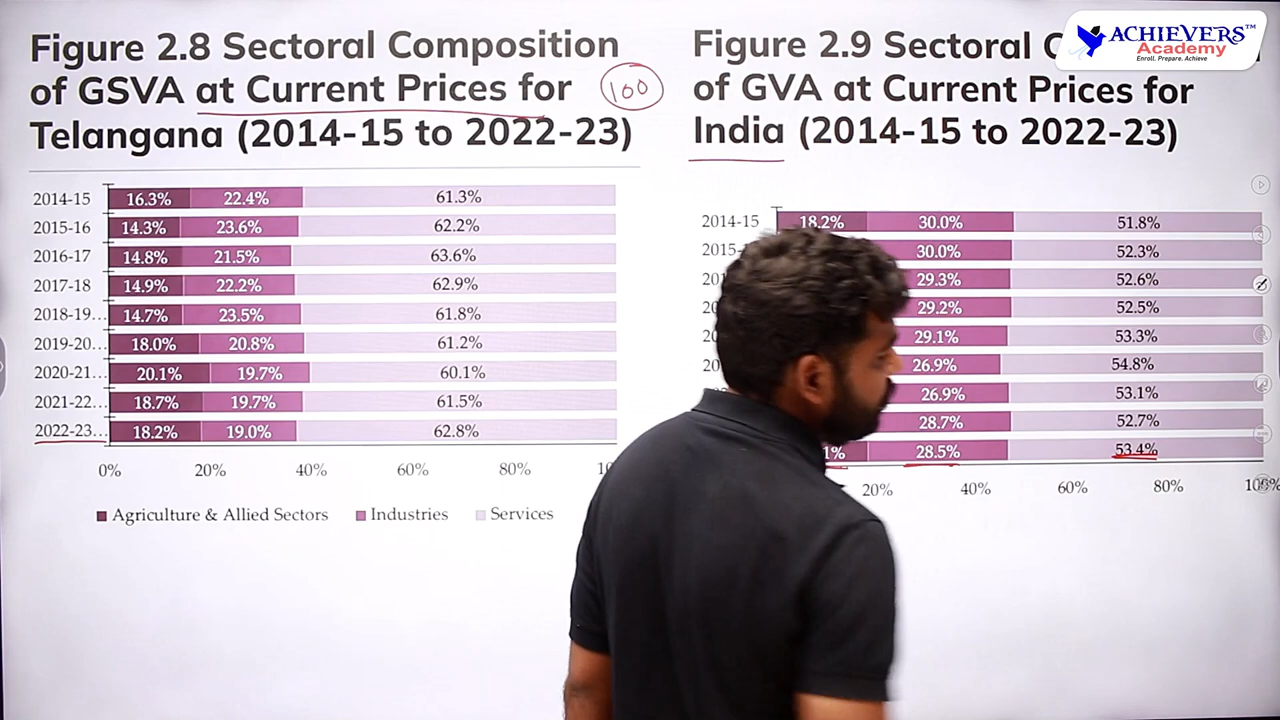 ACHIEVERS™
Academy
Enroll. Prepare. Achieve
Figure 2.8 Sectoral Composition
of GSVA at Current Prices for
Telangana (2014-15 to 2022-23)
100
2014-15 16.3% 22.4% 61.3%
2015-16 14.3% 23.6% 62.2%
2016-17 14.8% 21.5% 63.6%
2017-18 14.9% 22.2% 62.9%
2018-19... 14.7% 23.5% 61.8%
2019-20... 18.0% 20.8% 61.2%
2020-21... 20.1% 19.7% 60.1%
2021-22... 18.7% 19.7% 61.5%
2022-23... 18.2% 19.0% 62.8%
0% 20% 40% 60% 80%
Agriculture & Allied Sectors Industries Services
Figure 2.9 Sectoral
of GVA at Current Prices for
India (2014-15 to 2022-23)
2014-15 18.2% 30.0% 51.8%
30.0% 52.3%
29.3% 52.6%
29.2% 52.5%
29.1% 53.3%
26.9% 54.8%
26.9% 53.1%
28.7% 52.7%
28.5% 53.4%
20% 40% 60% 80% 100%